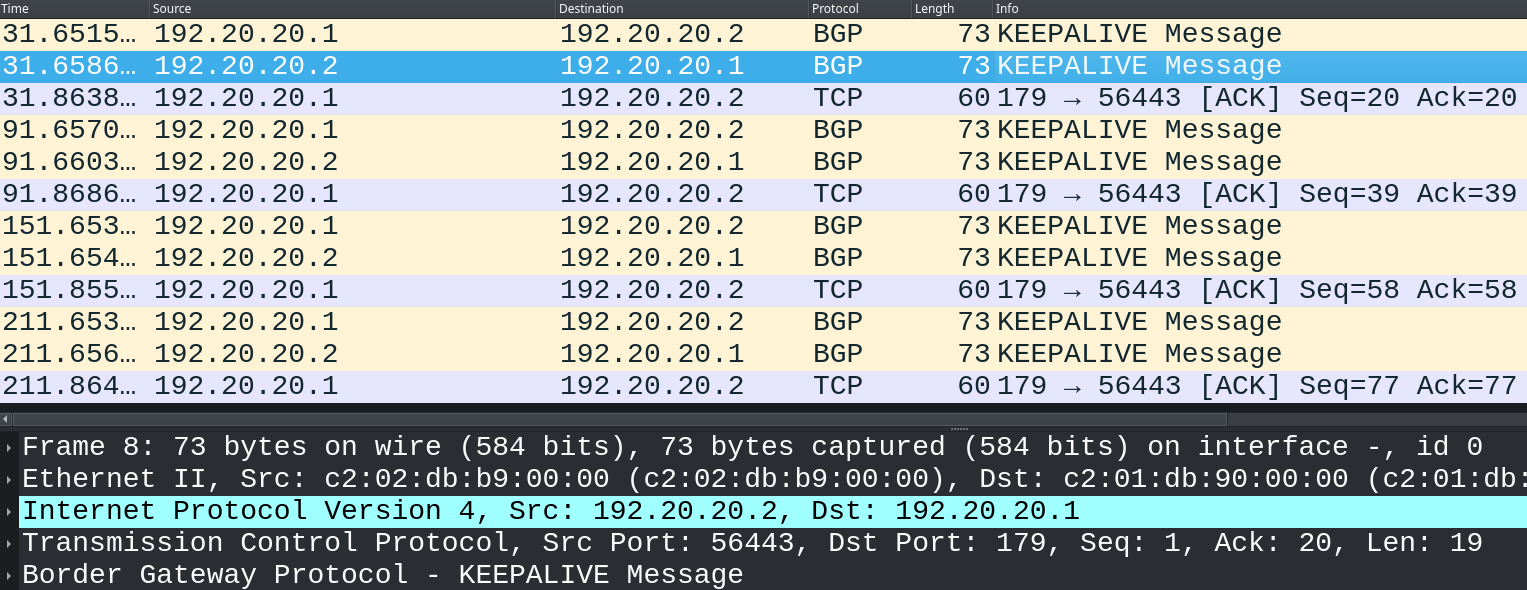 Time Source Destination Protocol Length Info
31.6515… 192.20.20.1 192.20.20.2 BGP 73 KEEPALIVE Message
31.6586… 192.20.20.2 192.20.20.1 BGP 73 KEEPALIVE Message
31.8638… 192.20.20.1 192.20.20.2 TCP 60 179 → 56443 [ACK] Seq=20 Ack=20
91.6570… 192.20.20.1 192.20.20.2 BGP 73 KEEPALIVE Message
91.6603… 192.20.20.2 192.20.20.1 BGP 73 KEEPALIVE Message
91.8686… 192.20.20.1 192.20.20.2 TCP 60 179 → 56443 [ACK] Seq=39 Ack=39
151.653… 192.20.20.1 192.20.20.2 BGP 73 KEEPALIVE Message
151.654… 192.20.20.2 192.20.20.1 BGP 73 KEEPALIVE Message
151.855… 192.20.20.1 192.20.20.2 TCP 60 179 → 56443 [ACK] Seq=58 Ack=58
211.653… 192.20.20.1 192.20.20.2 BGP 73 KEEPALIVE Message
211.656… 192.20.20.2 192.20.20.1 BGP 73 KEEPALIVE Message
211.864… 192.20.20.1 192.20.20.2 TCP 60 179 → 56443 [ACK] Seq=77 Ack=77
Frame 8: 73 bytes on wire (584 bits), 73 bytes captured (584 bits) on interface -, id 0
Ethernet II, Src: c2:02:db:b9:00:00 (c2:02:db:b9:00:00), Dst: c2:01:db:90:00:00 (c2:01:db:
Internet Protocol Version 4, Src: 192.20.20.2, Dst: 192.20.20.1
Transmission Control Protocol, Src Port: 56443, Dst Port: 179, Seq: 1, Ack: 20, Len: 19
Border Gateway Protocol - KEEPALIVE Message